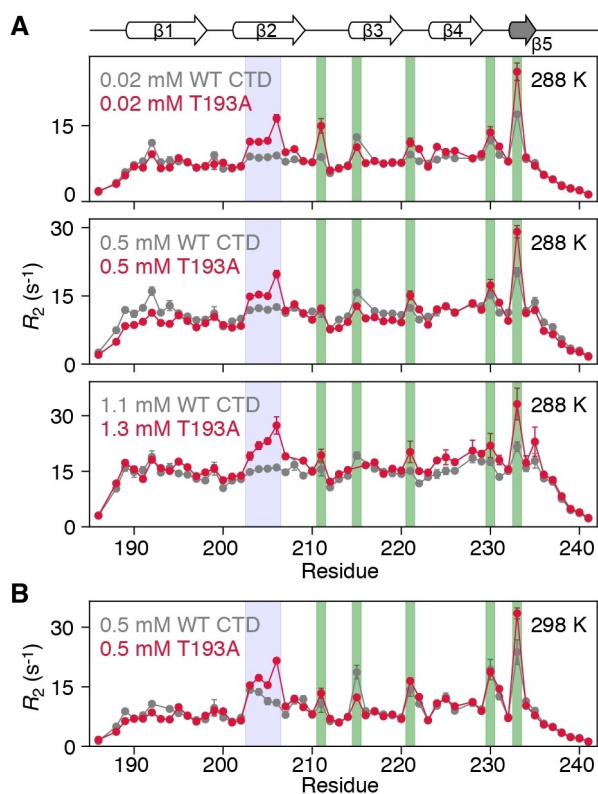 A
β1 β2 β3 β4
β5
0.02 mM WT CTD 288 K
0.02 mM T193A
15
0
30
0.5 mM WT CTD 288 K
0.5 mM T193A
15
0
R2 (s-1)
30
1.1 mM WT CTD 288 K
1.3 mM T193A
15
0
190 200 210 220 230 240
Residue
B
0.5 mM WT CTD 298 K
0.5 mM T193A
30
15
0
R2 (s-1)
190 200 210 220 230 240
Residue